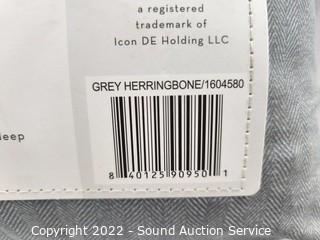 a registered
trademark of
Icon DE Holding LLC
GREY HERRINGBONE/1604580
8 40125 90950 1
Copyright 2022 - Sound Auction Service